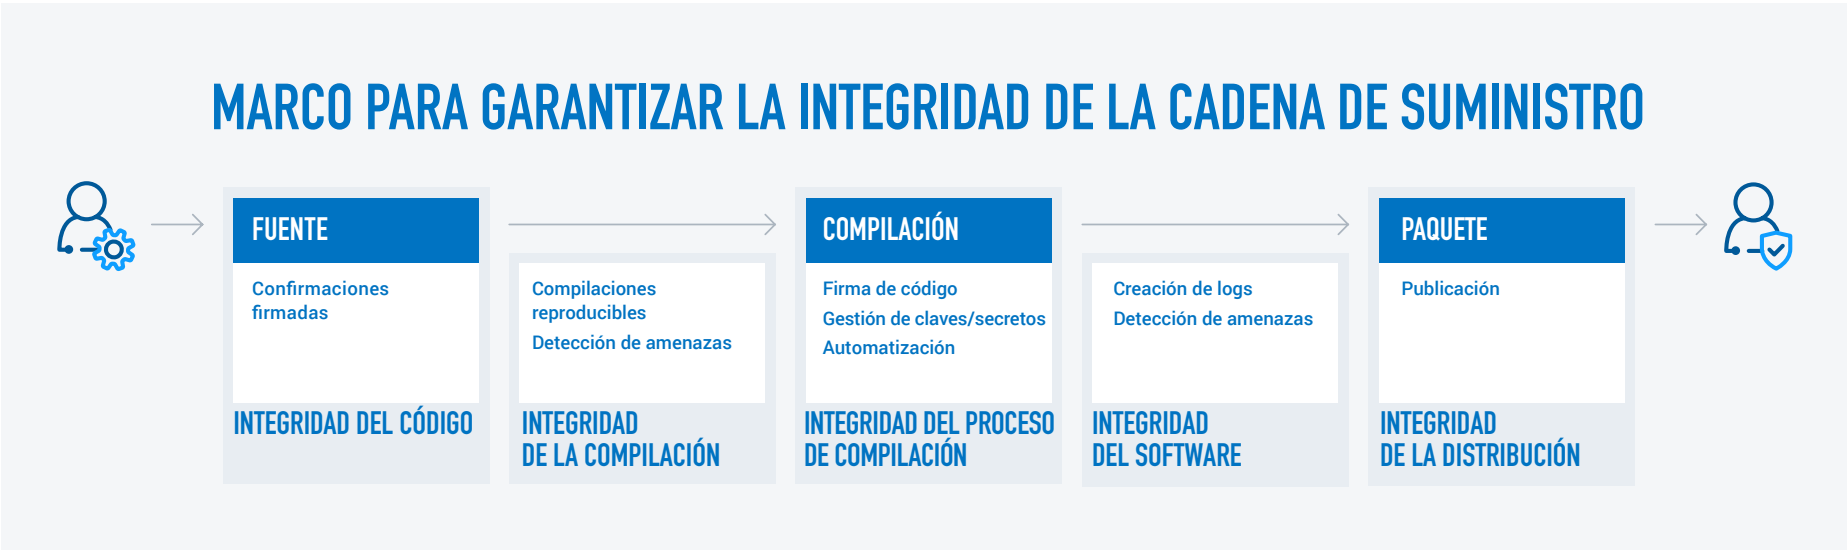 MARCO PARA GARANTIZAR LA INTEGRIDAD DE LA CADENA DE SUMINISTRO
FUENTE
Confirmaciones
firmadas
INTEGRIDAD DEL CÓDIGO
Compilaciones
reproducibles
Detección de amenazas
INTEGRIDAD
DE LA COMPILACIÓN
COMPILACIÓN
Firma de código
Gestión de claves/secretos
Automatización
INTEGRIDAD DEL PROCESO
DE COMPILACIÓN
Creación de logs
Detección de amenazas
INTEGRIDAD
DEL SOFTWARE
PAQUETE
Publicación
INTEGRIDAD
DE LA DISTRIBUCIÓN